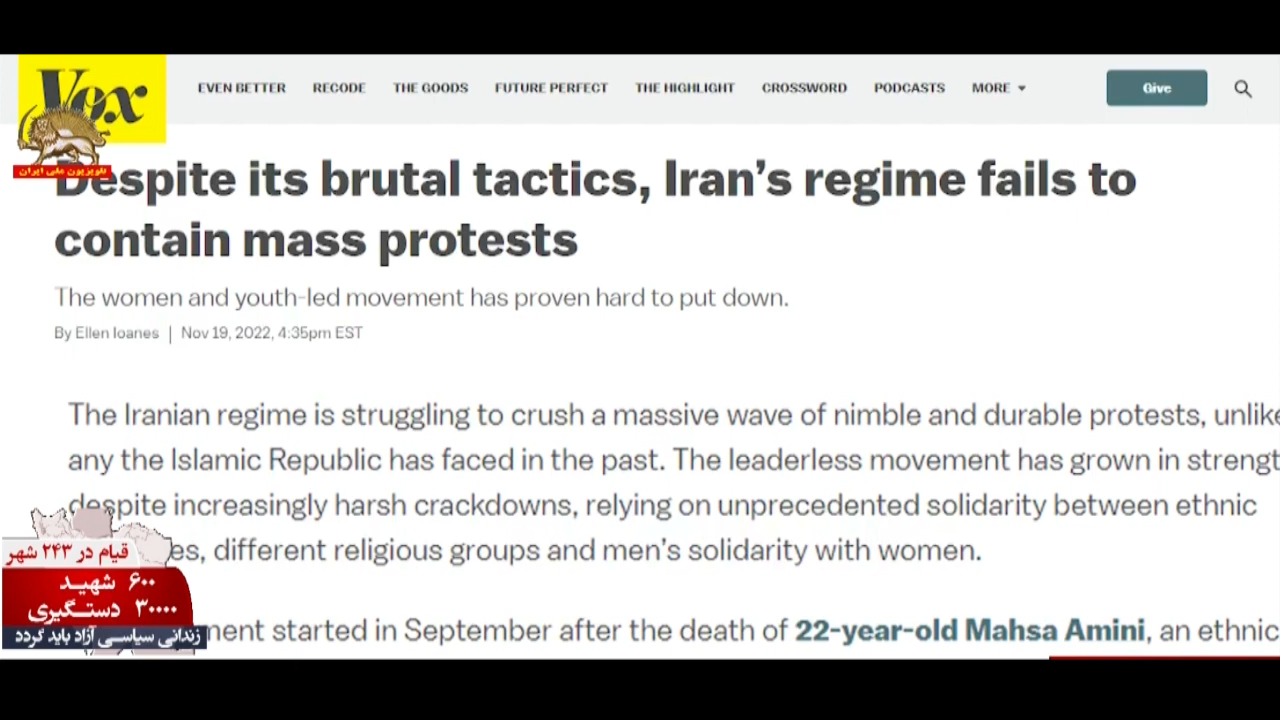 Vox
EVEN BETTER RECODE THE GOODS FUTURE PERFECT THE HIGHLIGHT CROSSWORD PODCASTS MORE Give
تلویزیون ملی ایران
Despite its brutal tactics, Iran's regime fails to
contain mass protests
The women and youth-led movement has proven hard to put down.
By Ellen Ioanes | Nov 19, 2022, 4:35pm EST
The Iranian regime is struggling to crush a massive wave of nimble and durable protests, unlike
any the Islamic Republic has faced in the past. The leaderless movement has grown in strengt
despite increasingly harsh crackdowns, relying on unprecedented solidarity between ethnic
es, different religious groups and men's solidarity with women.
nent started in September after the death of 22-year-old Mahsa Amini, an ethnic
قیام در ۲۴۳ شهر
۶۰۰ شهید
۳۰۰۰۰ دستگیری
زندانی سیاسی آزاد باید گردد